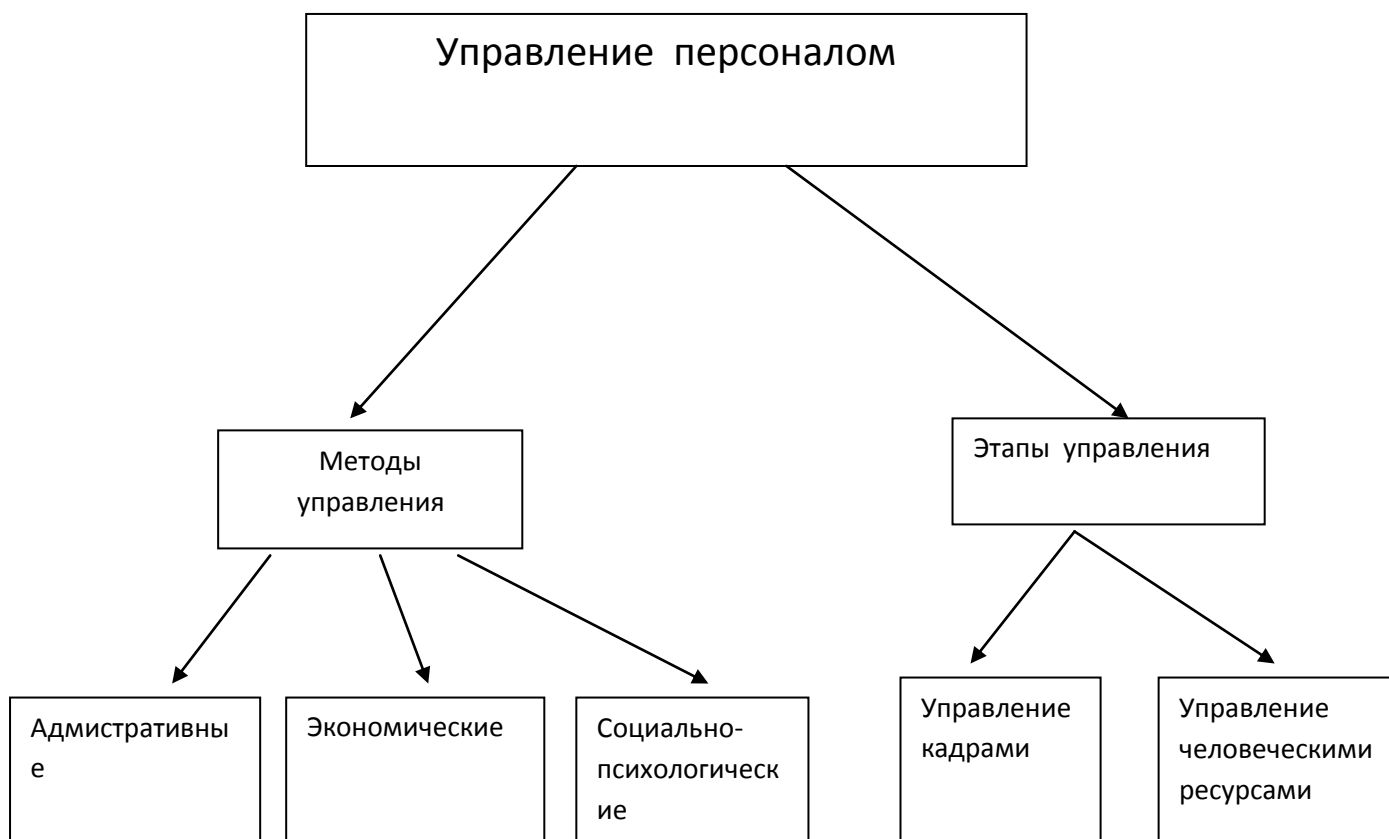 Управление персоналом
Методы
управления
Этапы управления
Адмистративны
е
Экономические
Социально-
психологическ
ие
Управление
кадрами
Управление
человеческими
ресурсами